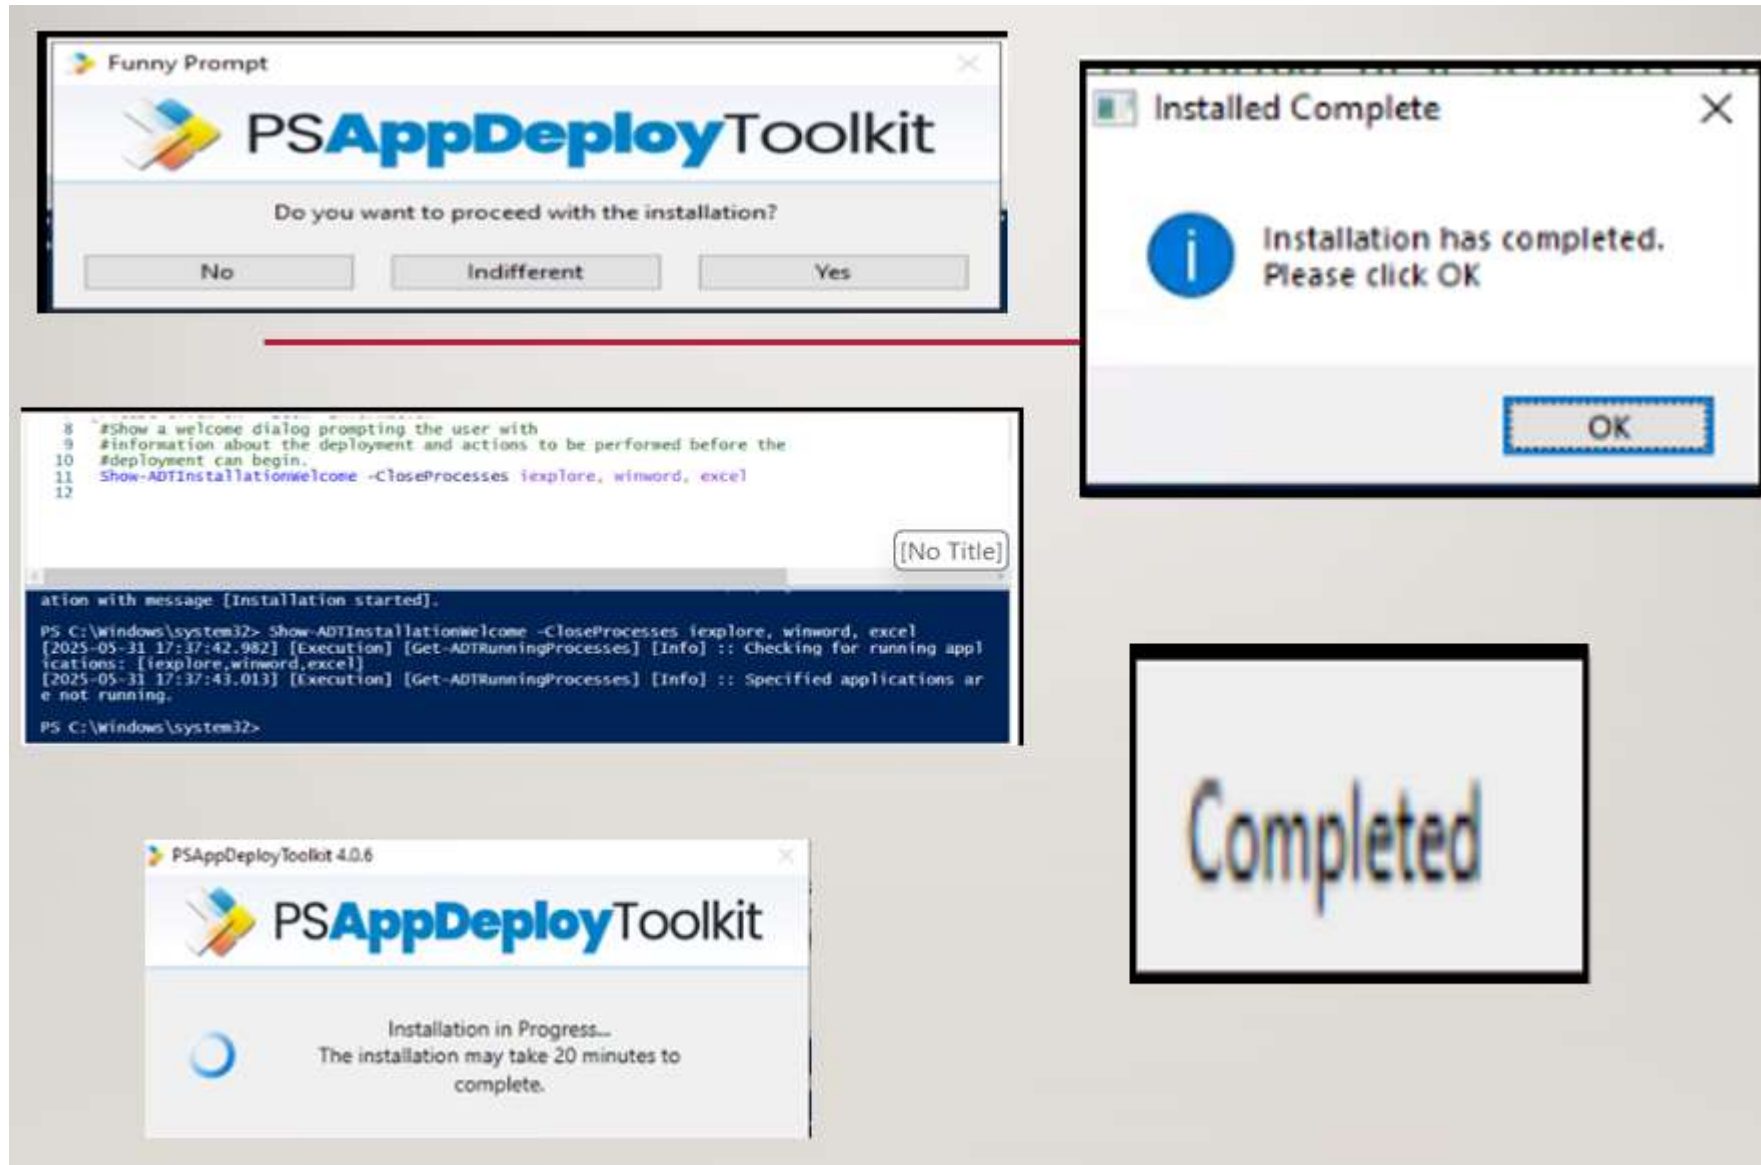 Funny Prompt
PSAppDeployToolkit
Do you want to proceed with the installation?
No
Indifferent
Yes
Installed Complete
Installation has completed.
Please click OK
OK
8 #Show a welcome dialog prompting the user with
9 #information about the deployment and actions to be performed before the
10 #deployment can begin.
11 Show-ADTInstallationWelcome -CloseProcesses iexplore, winword, excel
12
[No Title]
ation with message [Installation started].
PS C:\Windows\system32> Show-ADTInstallationWelcome -CloseProcesses iexplore, winword, excel
[2025-05-31 17:37:42.982] [Execution] [Get-ADTRunningProcesses] [Info] :: Checking for running appl
ications: [iexplore,winword,excel]
[2025-05-31 17:37:43.013] [Execution] [Get-ADTRunningProcesses] [Info] :: Specified applications ar
e not running.
PS C:\Windows\system32>
Completed
PSAppDeployToolkit 4.0.6
PSAppDeployToolkit
Installation in Progress...
The installation may take 20 minutes to
complete.